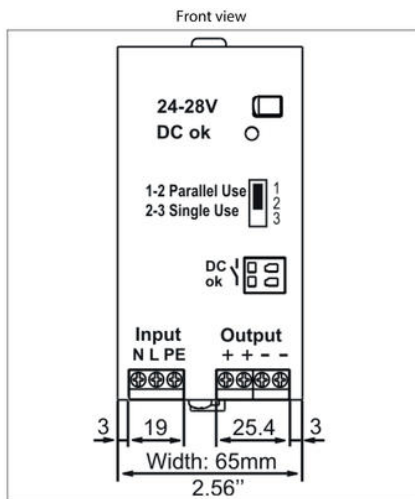 Front view
24-28V
DC ok
1-2 Parallel Use
2-3 Single Use
1
2
3
DC
ok
Input
N L PE
Output
+ + − −
3
19
25.4
3
Width: 65mm
2.56”